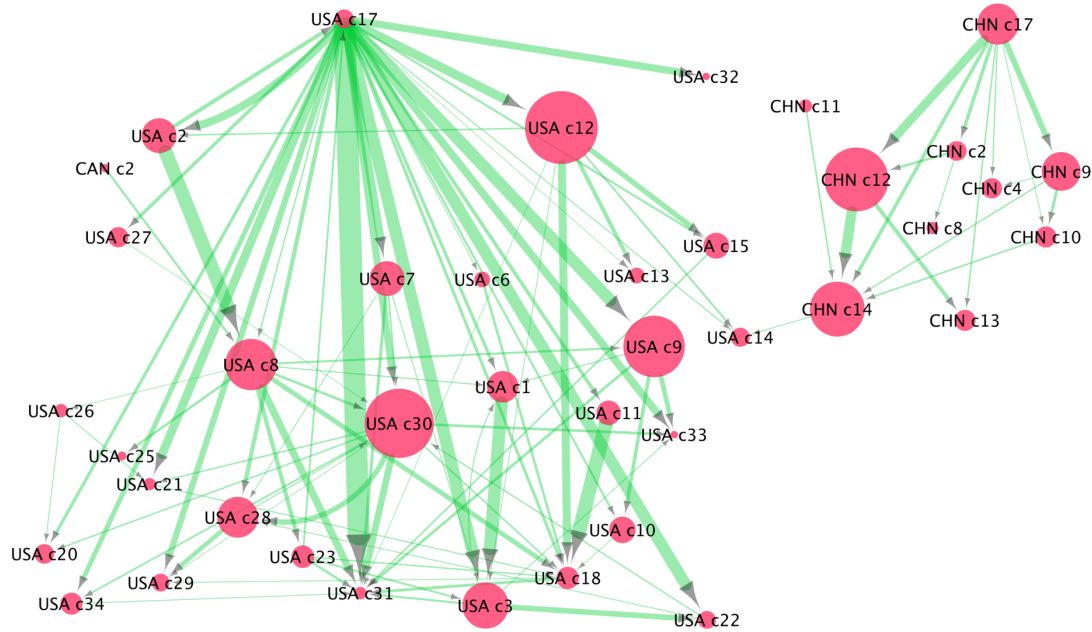 USA c17
CHN c17
USA c32
CHN c11
USA c12
USA c2
CHN c2
CAN c2
CHN c9
CHN c12
CHN c4
CHN c8
USA c27
CHN c10
USA c15
USA c7
USA c6
USA c13
CHN c14
CHN c13
USA c14
USA c9
USA c8
USA c1
USA c26
USA c11
USA c30
USA c33
USA c25
USA c21
USA c28
USA c10
USA c20
USA c23
USA c18
USA c29
USA c31
USA c34
USA c3
USA c22